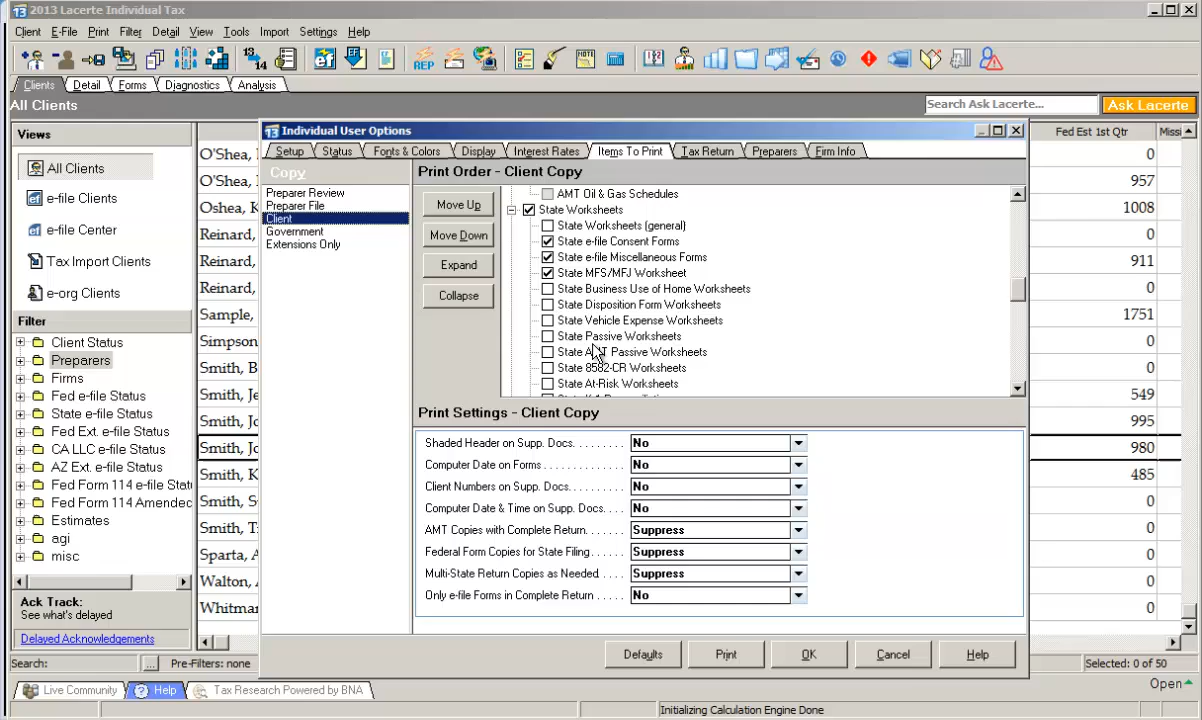 2013 Lacerte Individual Tax
Client E-File Print Filter Detail View Tools Import Settings Help
Clients Detail Forms Diagnostics Analysis
All Clients
Search Ask Lacerte... Ask Lacerte
Views
All Clients
e-file Clients
e-file Center
Tax Import Clients
e-org Clients
Filter
Client Status
Preparers
Firms
Fed e-file Status
State e-file Status
Fed Ext. e-file Status
CA LLC e-file Status
AZ Ext. e-file Status
Fed Form 114 e-file Stat
Fed Form 114 Amended
Estimates
agi
misc
Ack Track:
See what's delayed
Delayed Acknowledgements
O'Shea,
O'Shea,
Oshea, K
Reinard,
Reinard,
Reinard,
Sample,
Simpson
Smith, B
Smith, Je
Smith, Jo
Smith, Jo
Smith, K
Smith, St
Smith, T
Sparta, A
Walton,
Whitman
Individual User Options
Setup Status Fonts & Colors Display Interest Rates Items To Print Tax Return Preparers Firm Info
Copy
Preparer Review
Preparer File
Client
Government
Extensions Only
Print Order - Client Copy
Move Up
Move Down
Expand
Collapse
AMT Oil & Gas Schedules
State Worksheets
State Worksheets (general)
State e-file Consent Forms
State e-file Miscellaneous Forms
State MFS/MFJ Worksheet
State Business Use of Home Worksheets
State Disposition Form Worksheets
State Vehicle Expense Worksheets
State Passive Worksheets
State AMT Passive Worksheets
State 8582-CR Worksheets
State At-Risk Worksheets
Print Settings - Client Copy
Shaded Header on Supp. Docs. . . . . . . . . No
Computer Date on Forms . . . . . . . . . . . . . No
Client Numbers on Supp. Docs. . . . . . . . . No
Computer Date & Time on Supp. Docs. . . No
AMT Copies with Complete Return. . . . . . Suppress
Federal Form Copies for State Filing . . . . . Suppress
Multi-State Return Copies as Needed. . . . Suppress
Only e-file Forms in Complete Return . . . . . No
Defaults Print OK Cancel Help
Fed Est 1st Qtr Missi
0
957
1008
0
911
0
1751
0
0
549
995
980
485
0
0
0
0
0
Search: ... Pre-Filters: none
Selected: 0 of 50
Live Community Help Tax Research Powered by BNA
Open
Initializing Calculation Engine Done